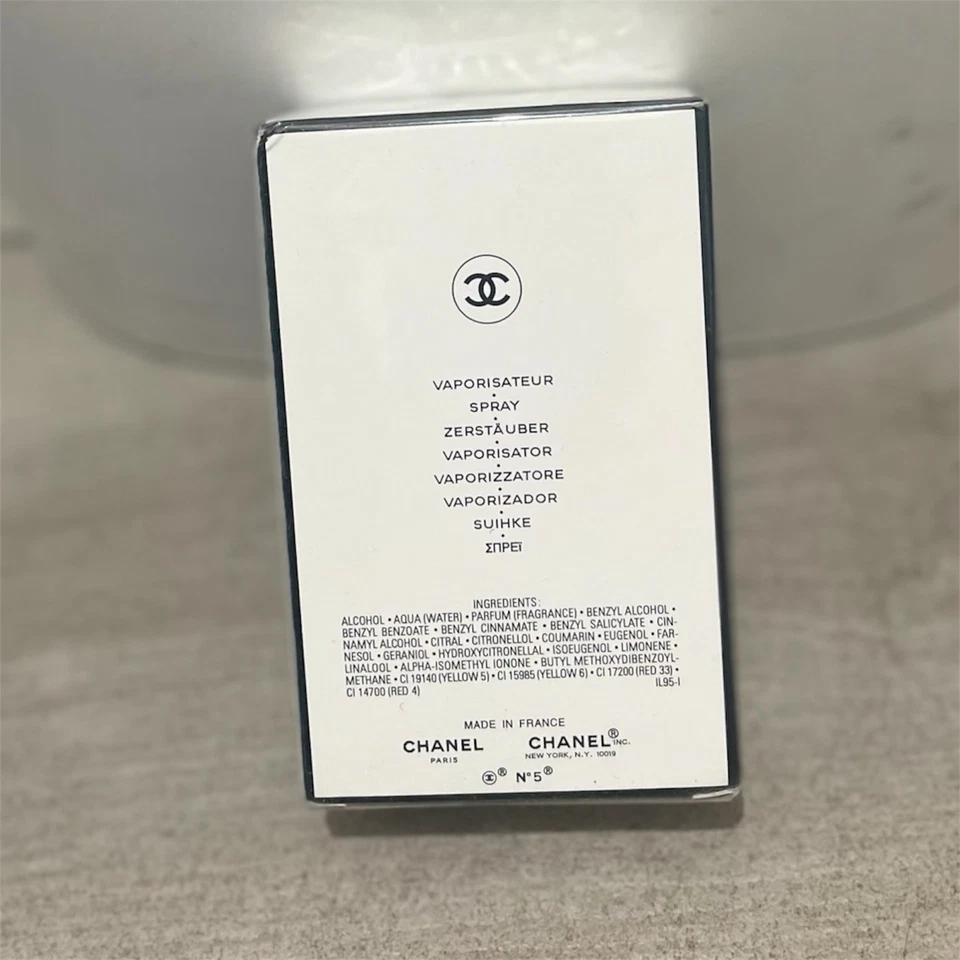 VAPORISATEUR
•
SPRAY
•
ZERSTÄUBER
•
VAPORISATOR
•
VAPORIZZATORE
•
VAPORIZADOR
•
SUIHKE
•
ΣΠΡΕΪ
INGREDIENTS:
ALCOHOL • AQUA (WATER) • PARFUM (FRAGRANCE) • BENZYL ALCOHOL •
BENZYL BENZOATE • BENZYL CINNAMATE • BENZYL SALICYLATE • CIN-
NAMYL ALCOHOL • CITRAL • CITRONELLOL • COUMARIN • EUGENOL • FAR-
NESOL • GERANIOL • HYDROXYCITRONELLAL • ISOEUGENOL • LIMONENE •
LINALOOL • ALPHA-ISOMETHYL IONONE • BUTYL METHOXYDIBENZOYL-
METHANE • CI 19140 (YELLOW 5) • CI 15985 (YELLOW 6) • CI 17200 (RED 33) •
CI 14700 (RED 4) IL95-I
MADE IN FRANCE
CHANEL CHANEL® INC.
PARIS NEW YORK, N.Y. 10019
® N°5®